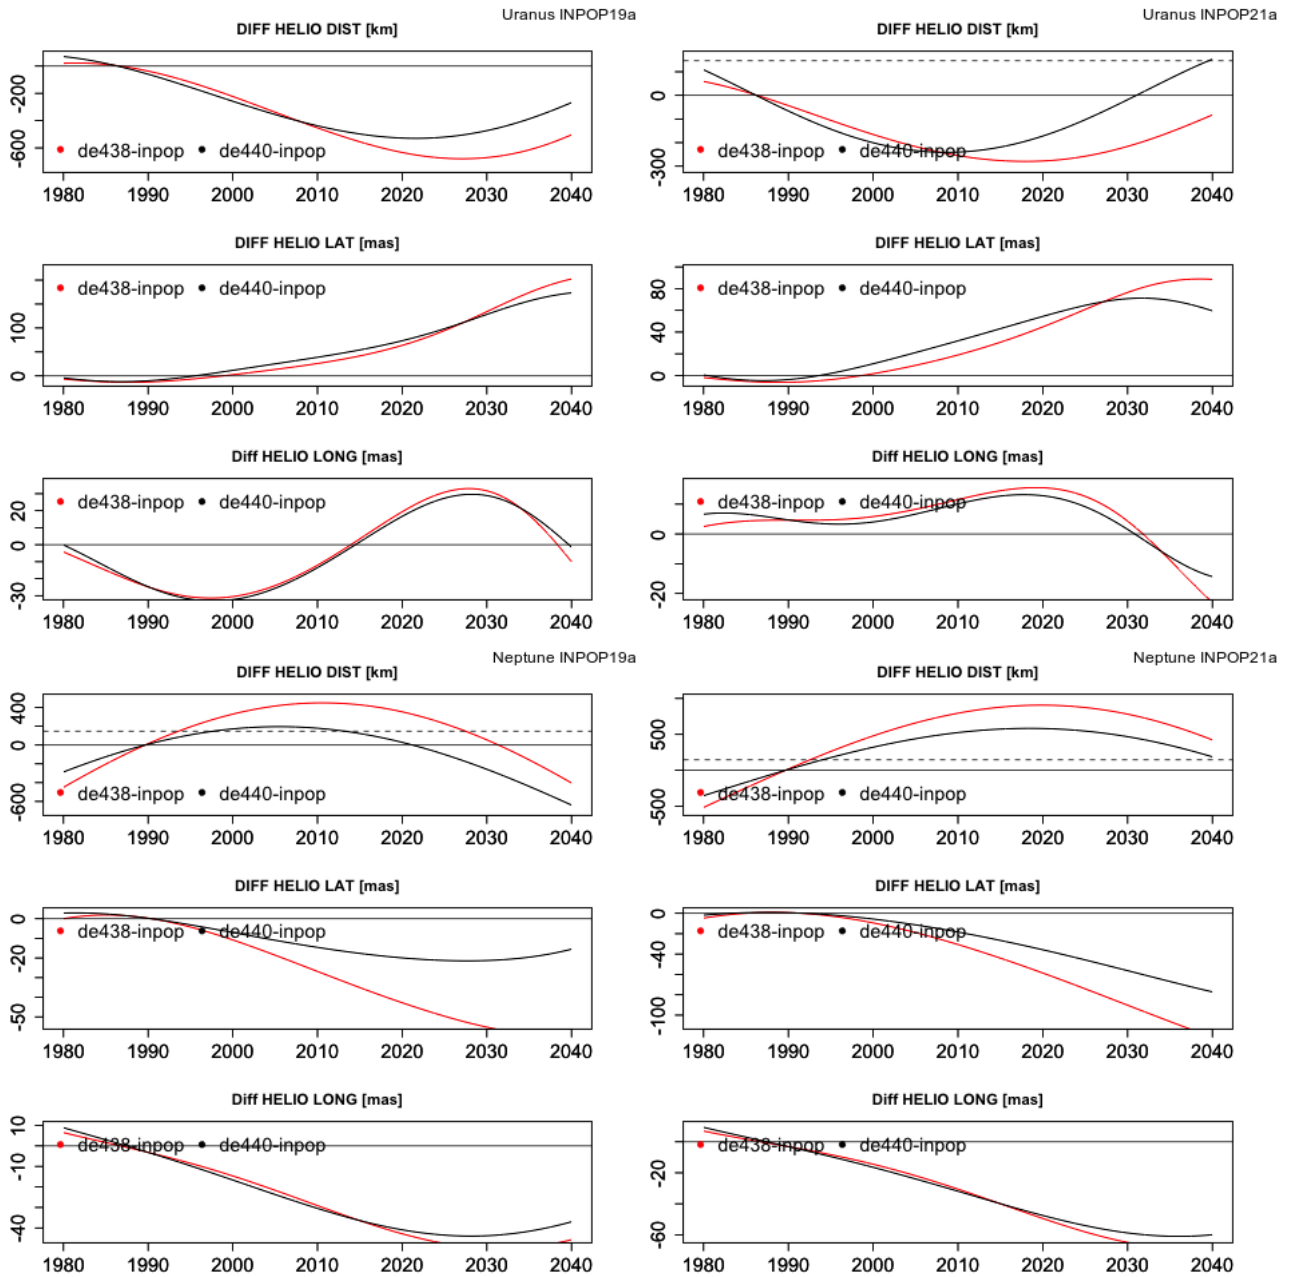 Uranus INPOP19a
DIFF HELIO DIST [km]
-200
-600
de438-inpop de440-inpop
1980 1990 2000 2010 2020 2030 2040
DIFF HELIO LAT [mas]
100
0
de438-inpop de440-inpop
1980 1990 2000 2010 2020 2030 2040
Diff HELIO LONG [mas]
20
0
-30
de438-inpop de440-inpop
1980 1990 2000 2010 2020 2030 2040
Uranus INPOP21a
DIFF HELIO DIST [km]
0
-300
de438-inpop de440-inpop
1980 1990 2000 2010 2020 2030 2040
DIFF HELIO LAT [mas]
80
40
0
de438-inpop de440-inpop
1980 1990 2000 2010 2020 2030 2040
Diff HELIO LONG [mas]
0
-20
de438-inpop de440-inpop
1980 1990 2000 2010 2020 2030 2040
Neptune INPOP19a
DIFF HELIO DIST [km]
400
0
-600
de438-inpop de440-inpop
1980 1990 2000 2010 2020 2030 2040
DIFF HELIO LAT [mas]
0
-20
-50
de438-inpop de440-inpop
1980 1990 2000 2010 2020 2030 2040
Diff HELIO LONG [mas]
10
-10
-40
de438-inpop de440-inpop
1980 1990 2000 2010 2020 2030 2040
Neptune INPOP21a
DIFF HELIO DIST [km]
500
-500
de438-inpop de440-inpop
1980 1990 2000 2010 2020 2030 2040
DIFF HELIO LAT [mas]
0
-40
-100
de438-inpop de440-inpop
1980 1990 2000 2010 2020 2030 2040
Diff HELIO LONG [mas]
-20
-60
de438-inpop de440-inpop
1980 1990 2000 2010 2020 2030 2040